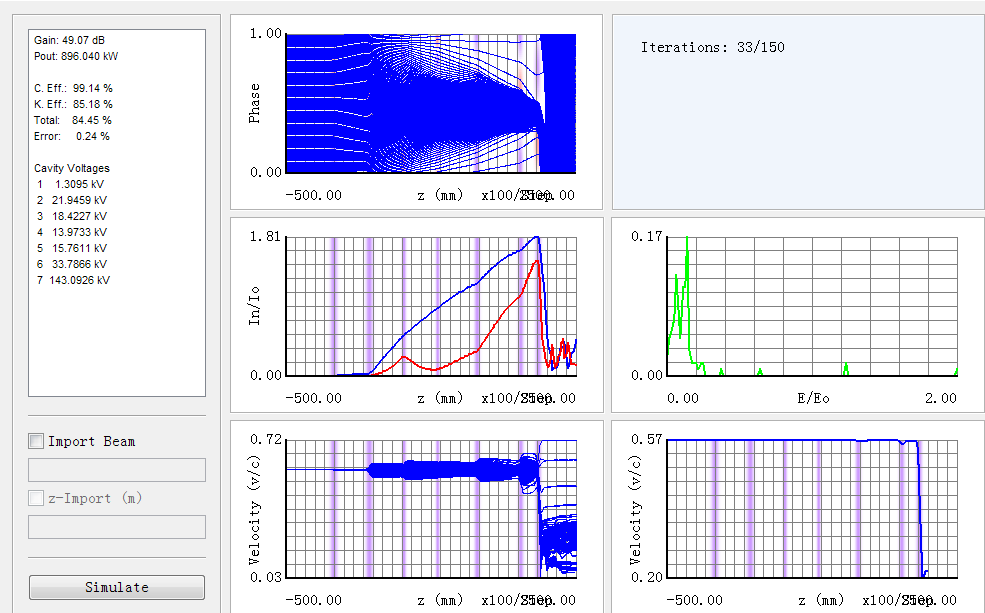 Gain: 49.07 dB
Pout: 896.040 kW
C. Eff.: 99.14 %
K. Eff.: 85.18 %
Total: 84.45 %
Error: 0.24 %
Cavity Voltages
1 1.3095 kV
2 21.9459 kV
3 18.4227 kV
4 13.9733 kV
5 15.7611 kV
6 33.7866 kV
7 143.0926 kV
Import Beam
z-Import (m)
Simulate
1.00
Phase
0.00
-500.00 z (mm) x100/Step 2500.00
Iterations: 33/150
1.81
In/Io
0.00
-500.00 z (mm) x100/Step 2500.00
0.17
0.00
0.00 E/Eo 2.00
0.72
Velocity (v/c)
0.03
-500.00 z (mm) x100/Step 2500.00
0.57
Velocity (v/c)
0.20
-500.00 z (mm) x100/Step 2500.00